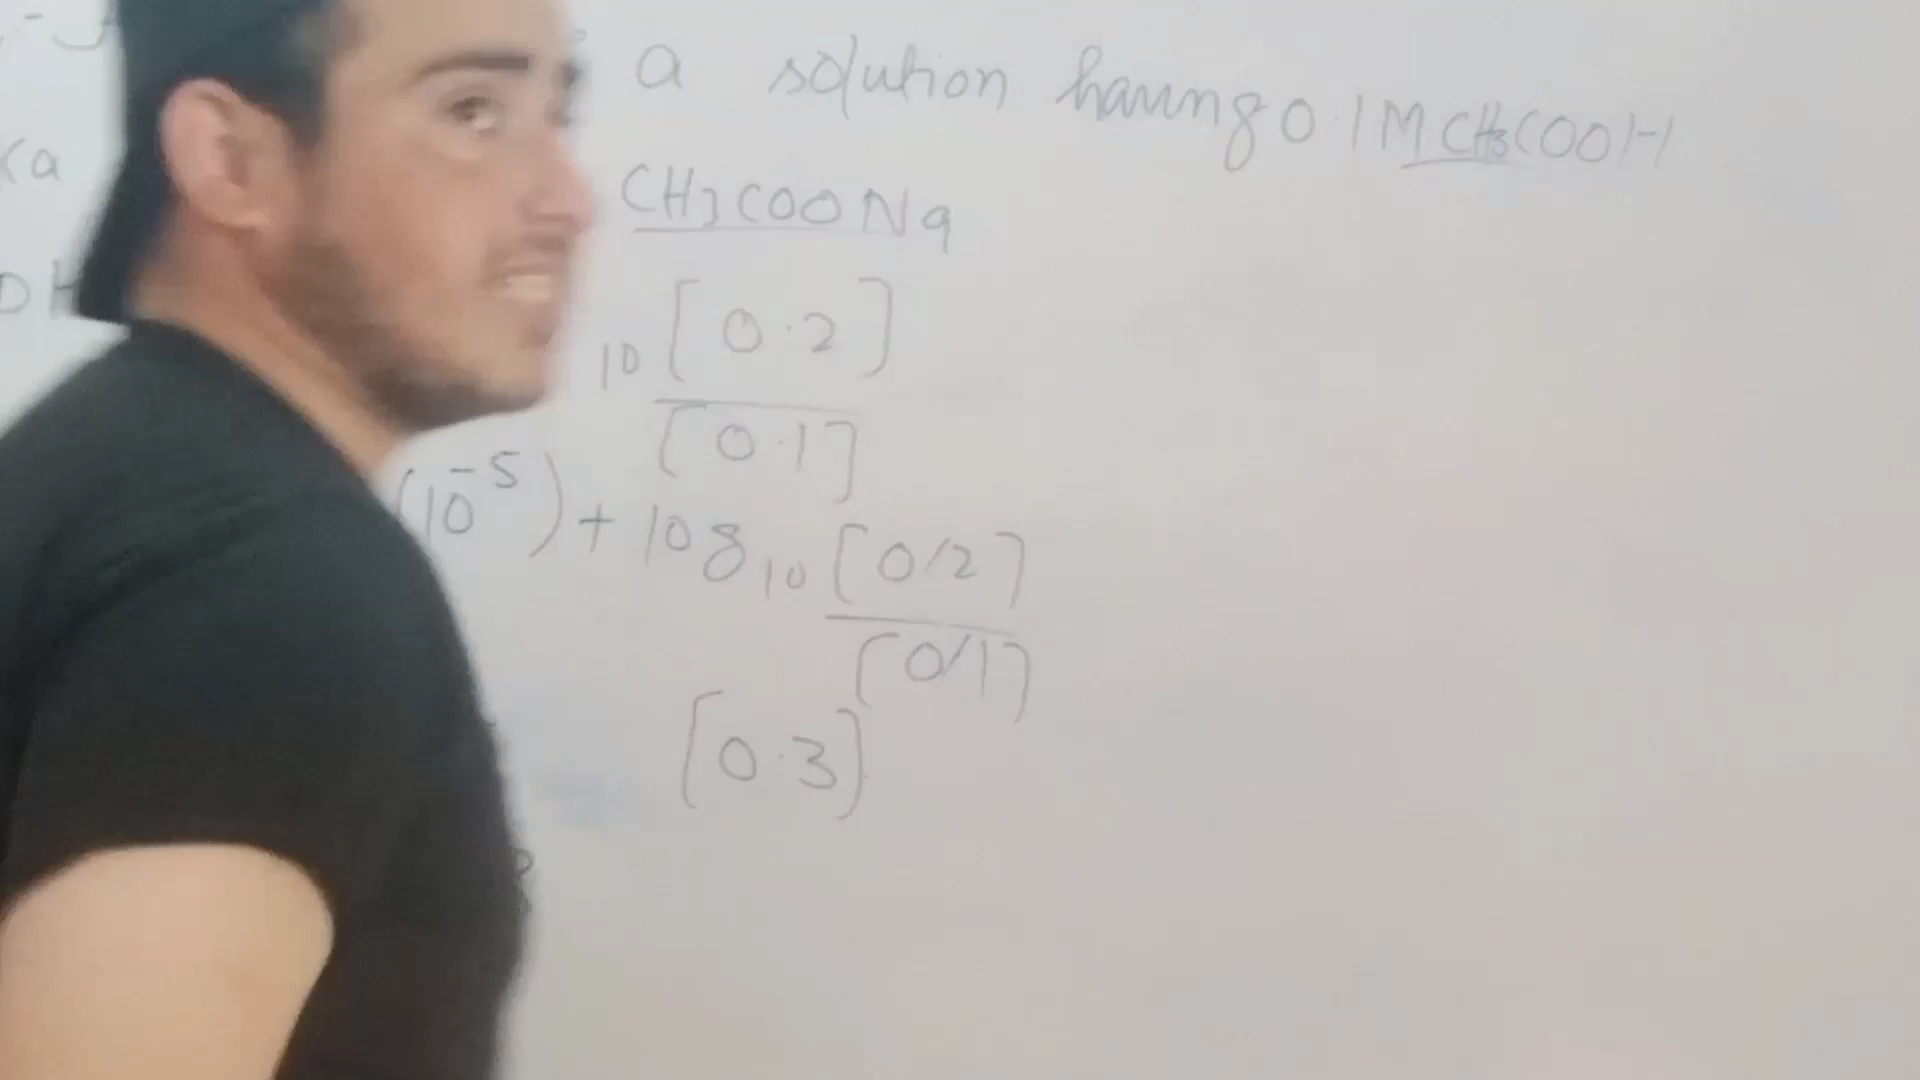 a solution having 0.1M CH3COOH
Ka CH3COONa
10 [0.2]
[0.1]
(10-5) + log10 [0.2]
[0.1]
[0.3]